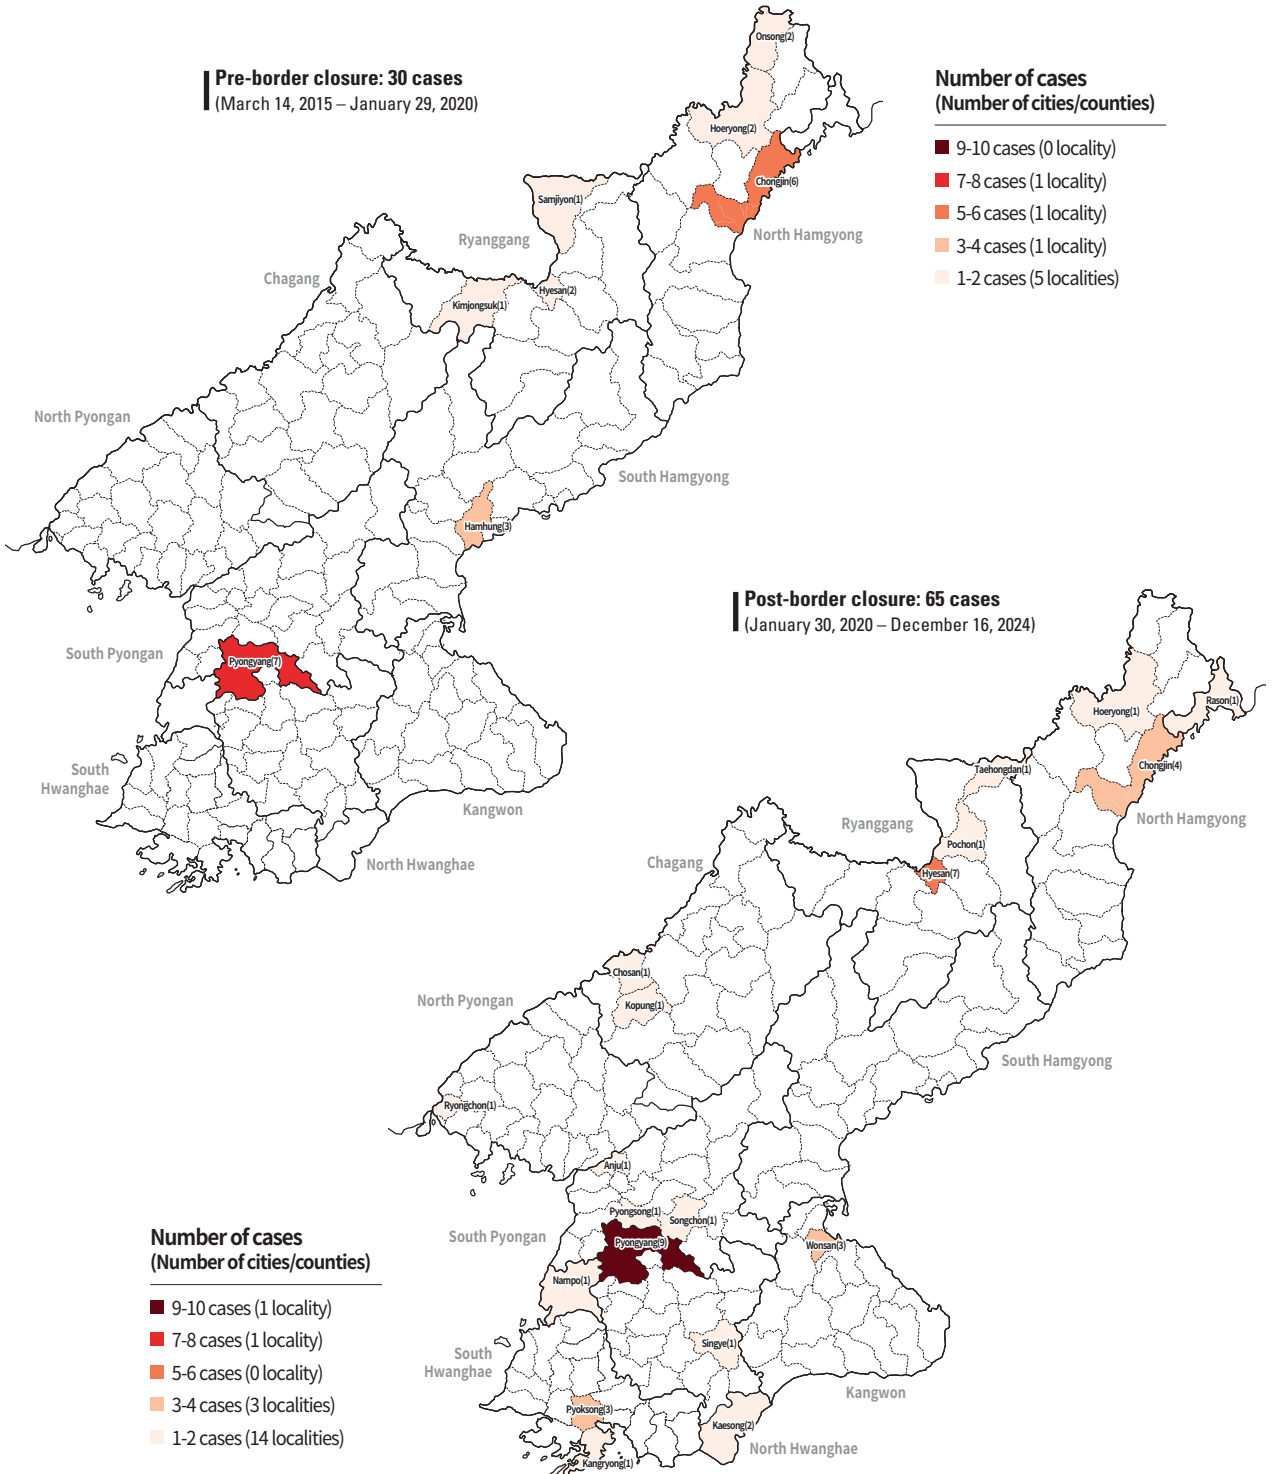 Pre-border closure: 30 cases
(March 14, 2015 – January 29, 2020)
Number of cases
(Number of cities/counties)
9-10 cases (0 locality)
7-8 cases (1 locality)
5-6 cases (1 locality)
3-4 cases (1 locality)
1-2 cases (5 localities)
Onsong(2)
Hoeryong(2)
Chongjin(6)
Samjiyon(1)
North Hamgyong
Ryanggang
Chagang
Hyesan(2)
Kimjongsuk(1)
North Pyongan
South Hamgyong
Hamhung(3)
South Pyongan
Pyongyang(7)
South
Hwanghae
Kangwon
North Hwanghae
Post-border closure: 65 cases
(January 30, 2020 – December 16, 2024)
Rason(1)
Hoeryong(1)
Chongjin(4)
Taehongdan(1)
North Hamgyong
Ryanggang
Pochon(1)
Chagang
Hyesan(7)
Chosan(1)
Kopung(1)
North Pyongan
South Hamgyong
Ryongchon(1)
Anju(1)
Pyongsong(1)
Songchon(1)
South Pyongan
Pyongyang(9)
Wonsan(3)
Nampo(1)
Singye(1)
South
Hwanghae
Kangwon
Pyoksong(3)
Kaesong(2)
North Hwanghae
Kangryong(1)
Number of cases
(Number of cities/counties)
9-10 cases (1 locality)
7-8 cases (1 locality)
5-6 cases (0 locality)
3-4 cases (3 localities)
1-2 cases (14 localities)